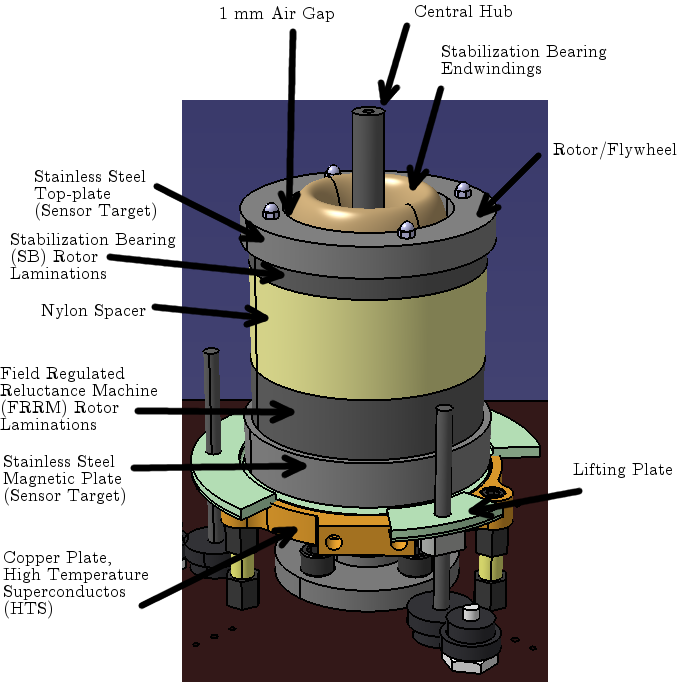 1 mm Air Gap
Central Hub
Stabilization Bearing
Endwindings
Rotor/Flywheel
Stainless Steel
Top-plate
(Sensor Target)
Stabilization Bearing
(SB) Rotor
Laminations
Nylon Spacer
Field Regulated
Reluctance Machine
(FRRM) Rotor
Laminations
Stainless Steel
Magnetic Plate
(Sensor Target)
Lifting Plate
Copper Plate,
High Temperature
Superconductos
(HTS)